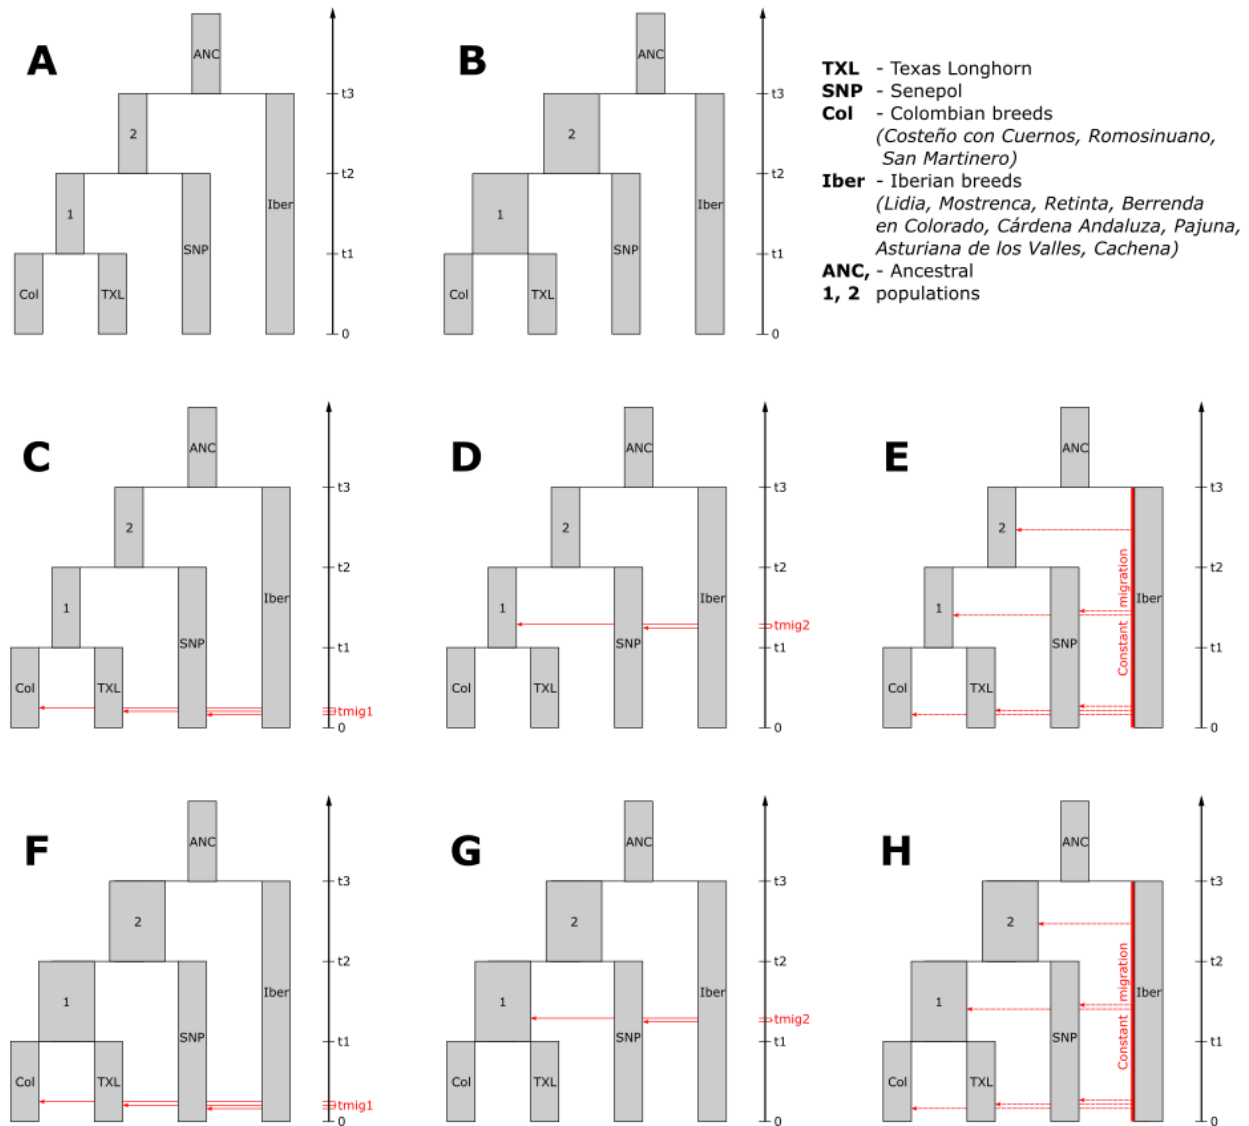 A
ANC
t3
2
t2
1
Iber
SNP
t1
Col
TXL
0
B
ANC
t3
2
t2
1
Iber
SNP
t1
Col
TXL
0
TXL - Texas Longhorn
SNP - Senepol
Col - Colombian breeds
(Costeño con Cuernos, Romosinuano,
San Martinero)
Iber - Iberian breeds
(Lidia, Mostrenca, Retinta, Berrenda
en Colorado, Cárdena Andaluza, Pajuna,
Asturiana de los Valles, Cachena)
ANC, - Ancestral
1, 2 populations
C
ANC
t3
2
t2
1
Iber
SNP
t1
Col
TXL
tmig1
0
D
ANC
t3
2
t2
1
Iber
tmig2
SNP
t1
Col
TXL
0
E
ANC
t3
2
t2
Constant migration
1
Iber
SNP
t1
Col
TXL
0
F
ANC
t3
2
t2
1
Iber
SNP
t1
Col
TXL
tmig1
0
G
ANC
t3
2
t2
1
Iber
tmig2
SNP
t1
Col
TXL
0
H
ANC
t3
2
t2
Constant migration
1
Iber
SNP
t1
Col
TXL
0